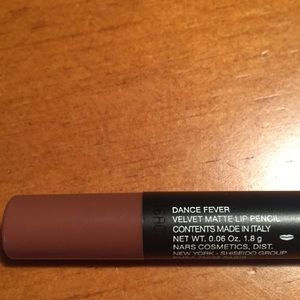 DANCE FEVER
VELVET MATTE LIP PENCIL
CONTENTS MADE IN ITALY
NET WT. 0.06 Oz. 1.8 g
NARS COSMETICS, DIST.
NEW YORK - SHISEIDO GROUP